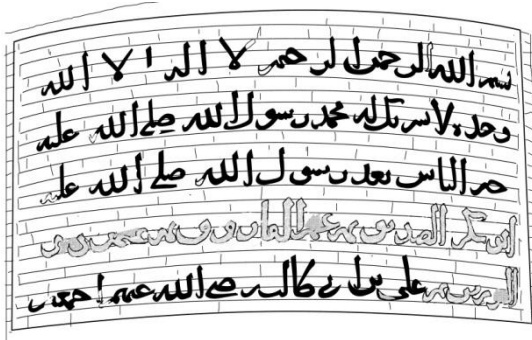 بسم الله الرحمن الرحيم لا اله الا الله
وحده لا شريك له محمد رسول الله صلى الله عليه
خير الناس بعد رسول الله صلى الله عليه
ابو بكر الصديق ثم عمر الفاروق ثم عثمن
ثم علي بن ابي طالب رضي الله عنهم اجمعين